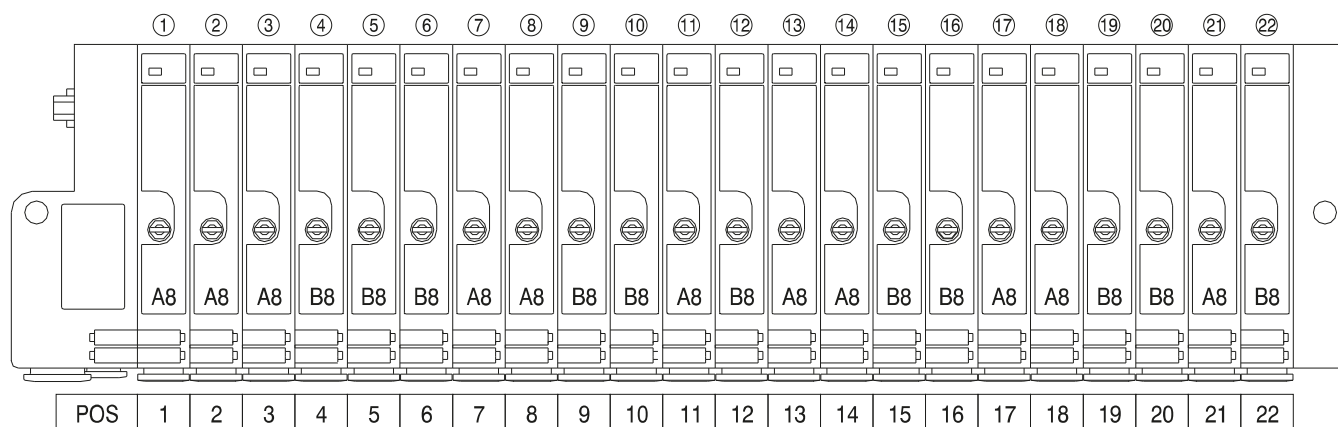 ① ② ③ ④ ⑤ ⑥ ⑦ ⑧ ⑨ ⑩ ⑪ ⑫ ⑬ ⑭ ⑮ ⑯ ⑰ ⑱ ⑲ ⑳ ㉑ ㉒
A8 A8 A8 B8 B8 B8 A8 A8 B8 B8 A8 B8 A8 A8 B8 B8 A8 A8 B8 B8 A8 B8
POS 1 2 3 4 5 6 7 8 9 10 11 12 13 14 15 16 17 18 19 20 21 22